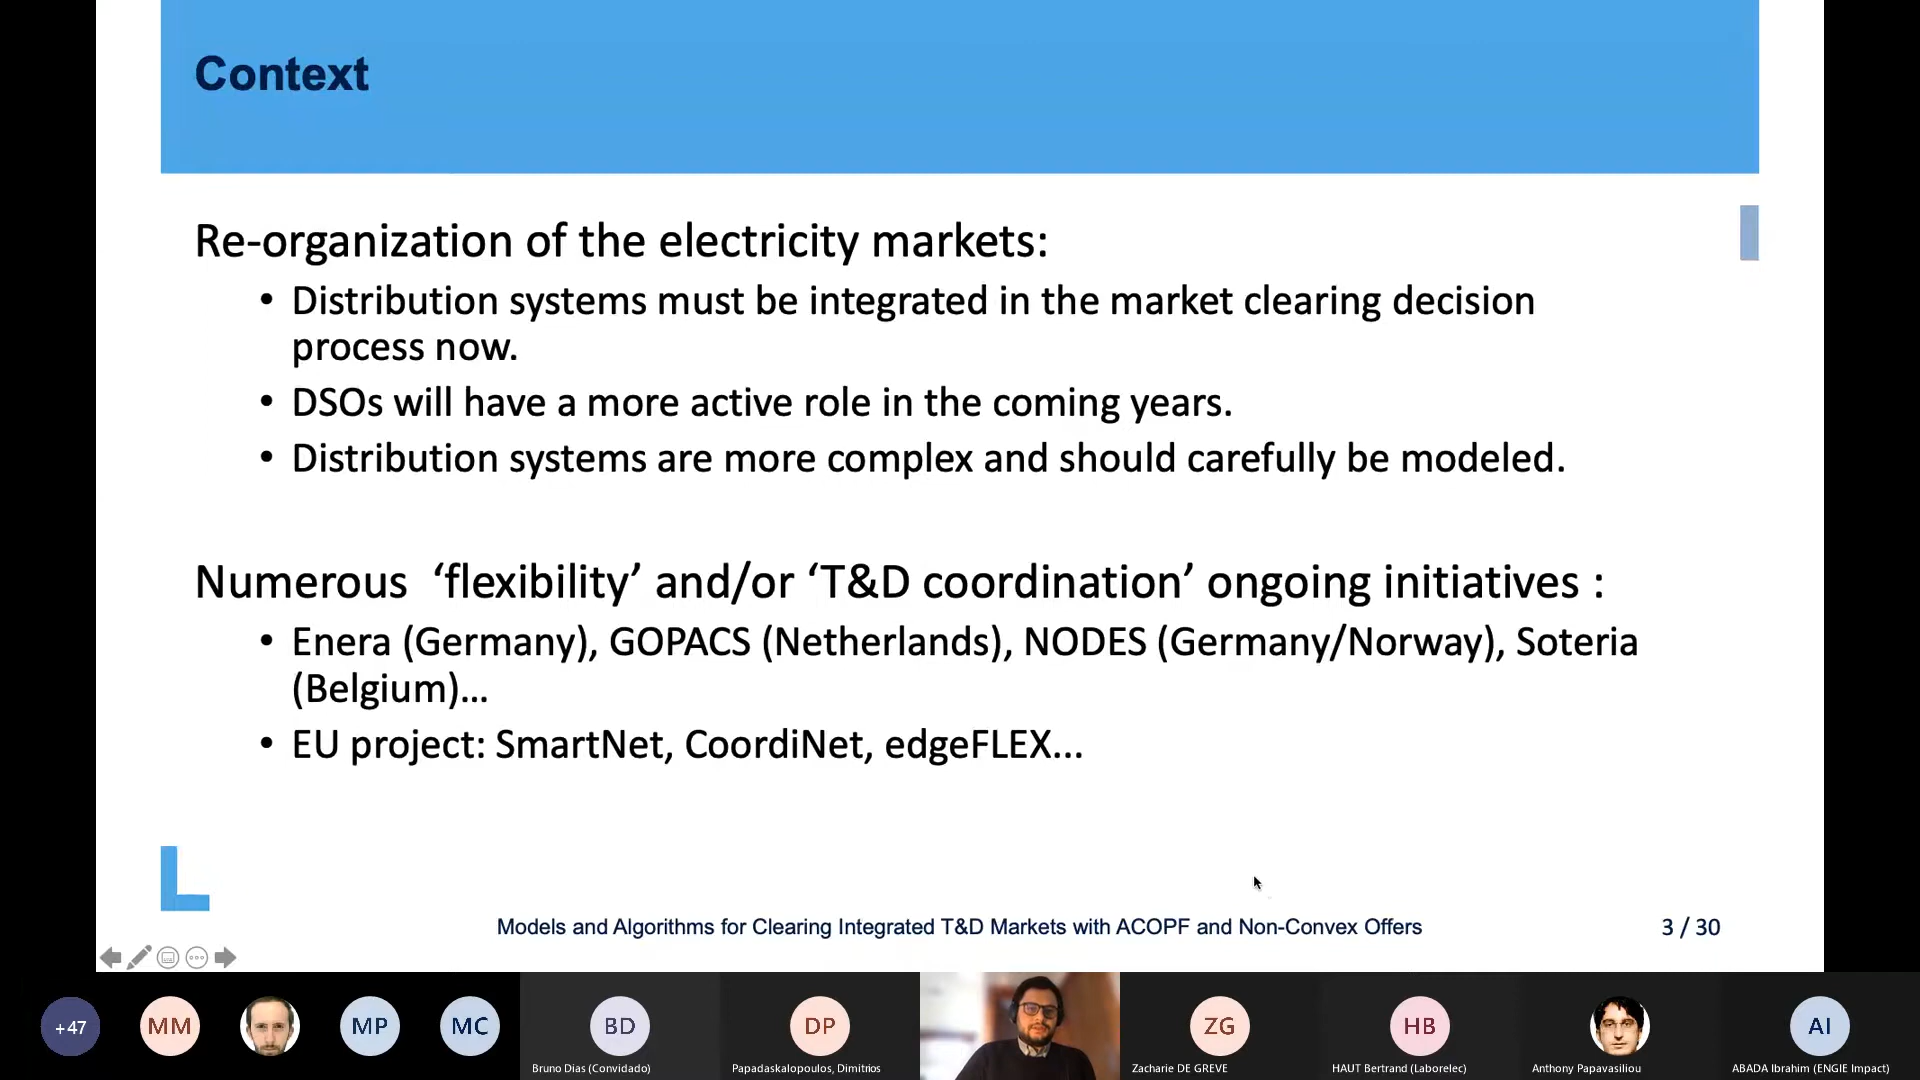 Context
Re-organization of the electricity markets:
• Distribution systems must be integrated in the market clearing decision
process now.
• DSOs will have a more active role in the coming years.
• Distribution systems are more complex and should carefully be modeled.
Numerous ‘flexibility’ and/or ‘T&D coordination’ ongoing initiatives :
• Enera (Germany), GOPACS (Netherlands), NODES (Germany/Norway), Soteria
(Belgium)...
• EU project: SmartNet, CoordiNet, edgeFLEX...
Models and Algorithms for Clearing Integrated T&D Markets with ACOPF and Non-Convex Offers
3 / 30
+47
MM
MP
MC
BD
Bruno Dias (Convidado)
DP
Papadaskalopoulos, Dimitrios
ZG
Zacharie DE GREVE
HB
HAUT Bertrand (Laborelec)
Anthony Papavasiliou
AI
ABADA Ibrahim (ENGIE Impact)